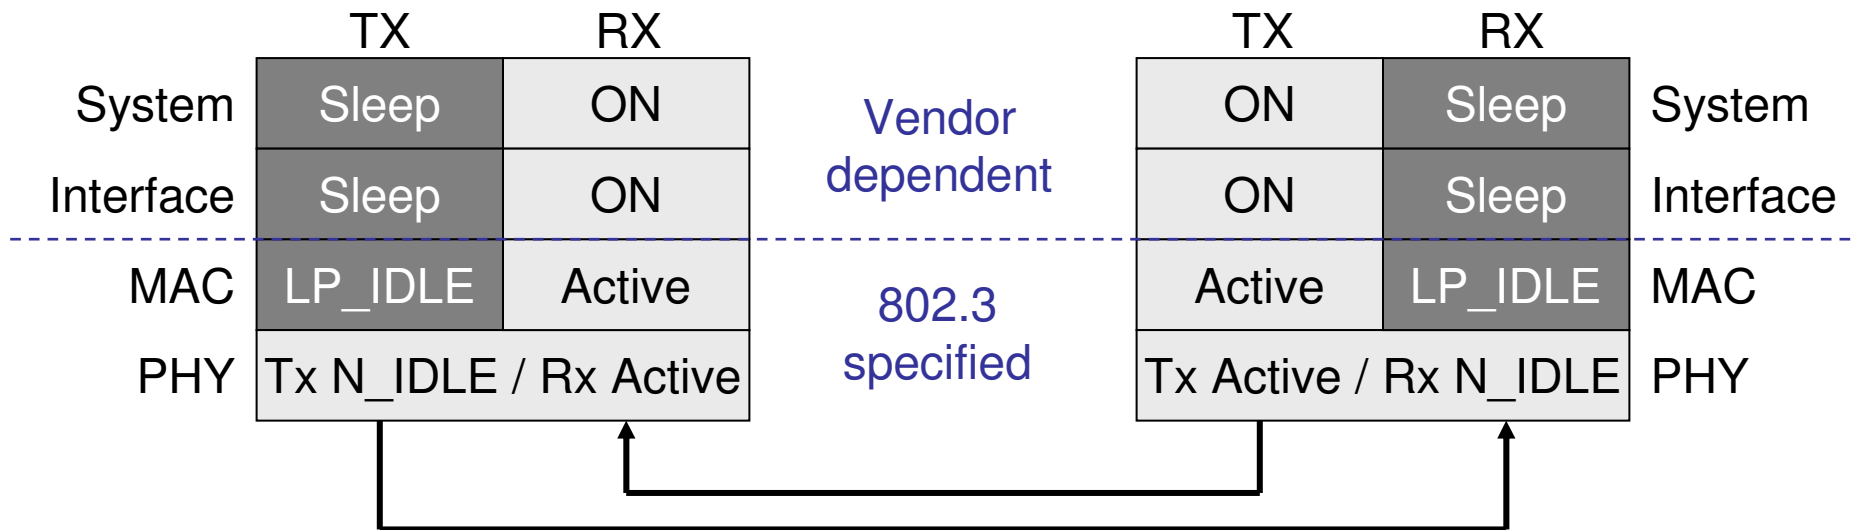 TX RX TX RX
System Sleep ON Vendor ON Sleep System
dependent
Interface Sleep ON ON Sleep Interface
MAC LP_IDLE Active 802.3 Active LP_IDLE MAC
specified
PHY Tx N_IDLE / Rx Active Tx Active / Rx N_IDLE PHY